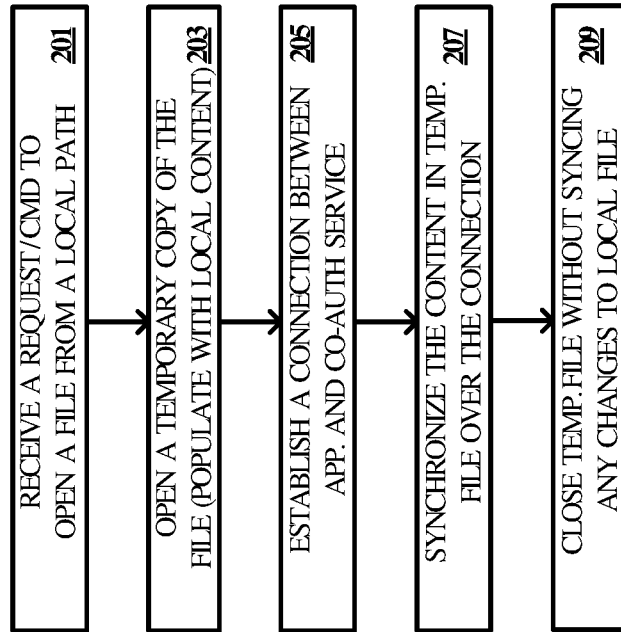 RECEIVE A REQUEST/CMD TO
OPEN A FILE FROM A LOCAL PATH
201
OPEN A TEMPORARY COPY OF THE
FILE (POPULATE WITH LOCAL CONTENT)
203
ESTABLISH A CONNECTION BETWEEN
APP. AND CO-AUTH SERVICE
205
SYNCHRONIZE THE CONTENT IN TEMP.
FILE OVER THE CONNECTION
207
CLOSE TEMP.FILE WITHOUT SYNCING
ANY CHANGES TO LOCAL FILE
209